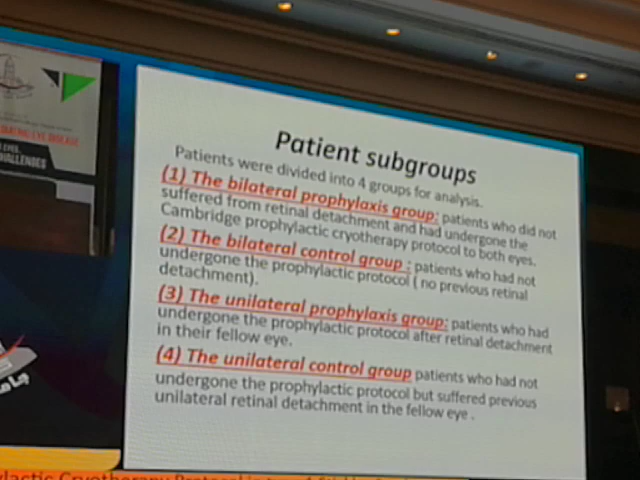 EYES,
CHALLENGES
Patient subgroups
Patients were divided into 4 groups for analysis.
(1) The bilateral prophylaxis group: patients who did not
suffered from retinal detachment and had undergone the
Cambridge prophylactic cryotherapy protocol to both eyes.
(2) The bilateral control group : patients who had not
undergone the prophylactic protocol ( no previous retinal
detachment).
(3) The unilateral prophylaxis group: patients who had
undergone the prophylactic protocol after retinal detachment
in their fellow eye.
(4) The unilateral control group patients who had not
undergone the prophylactic protocol but suffered previous
unilateral retinal detachment in the fellow eye .